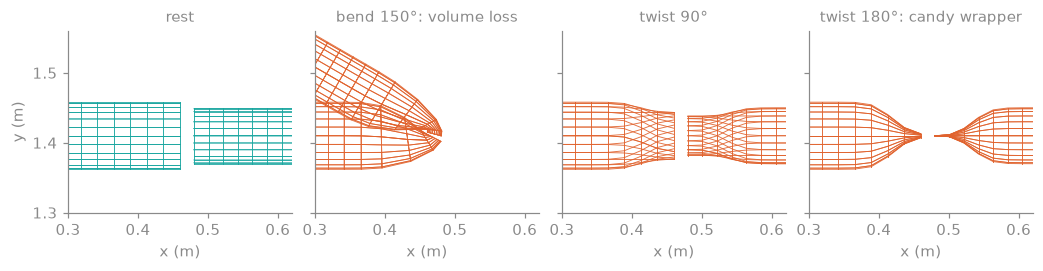 rest
bend 150°: volume loss
twist 90°
twist 180°: candy wrapper
y (m)
1.5
1.4
1.3
0.3 0.4 0.5 0.6
0.3 0.4 0.5 0.6
0.3 0.4 0.5 0.6
0.3 0.4 0.5 0.6
x (m)
x (m)
x (m)
x (m)